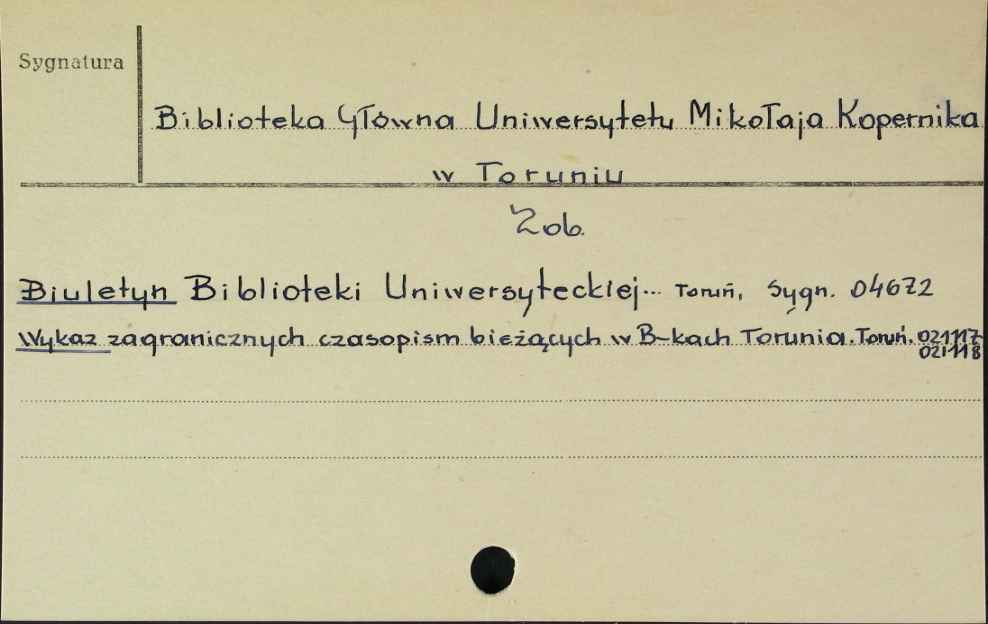 Sygnatura
Biblioteka Główna Uniwersytetu Mikołaja Kopernika
w Toruniu
Zob.
Biuletyn Biblioteki Uniwersyteckiej... Toruń, Sygn. 04672
Wykaz zagranicznych czasopism bieżących w B-kach Torunia. Toruń. 021117
021118